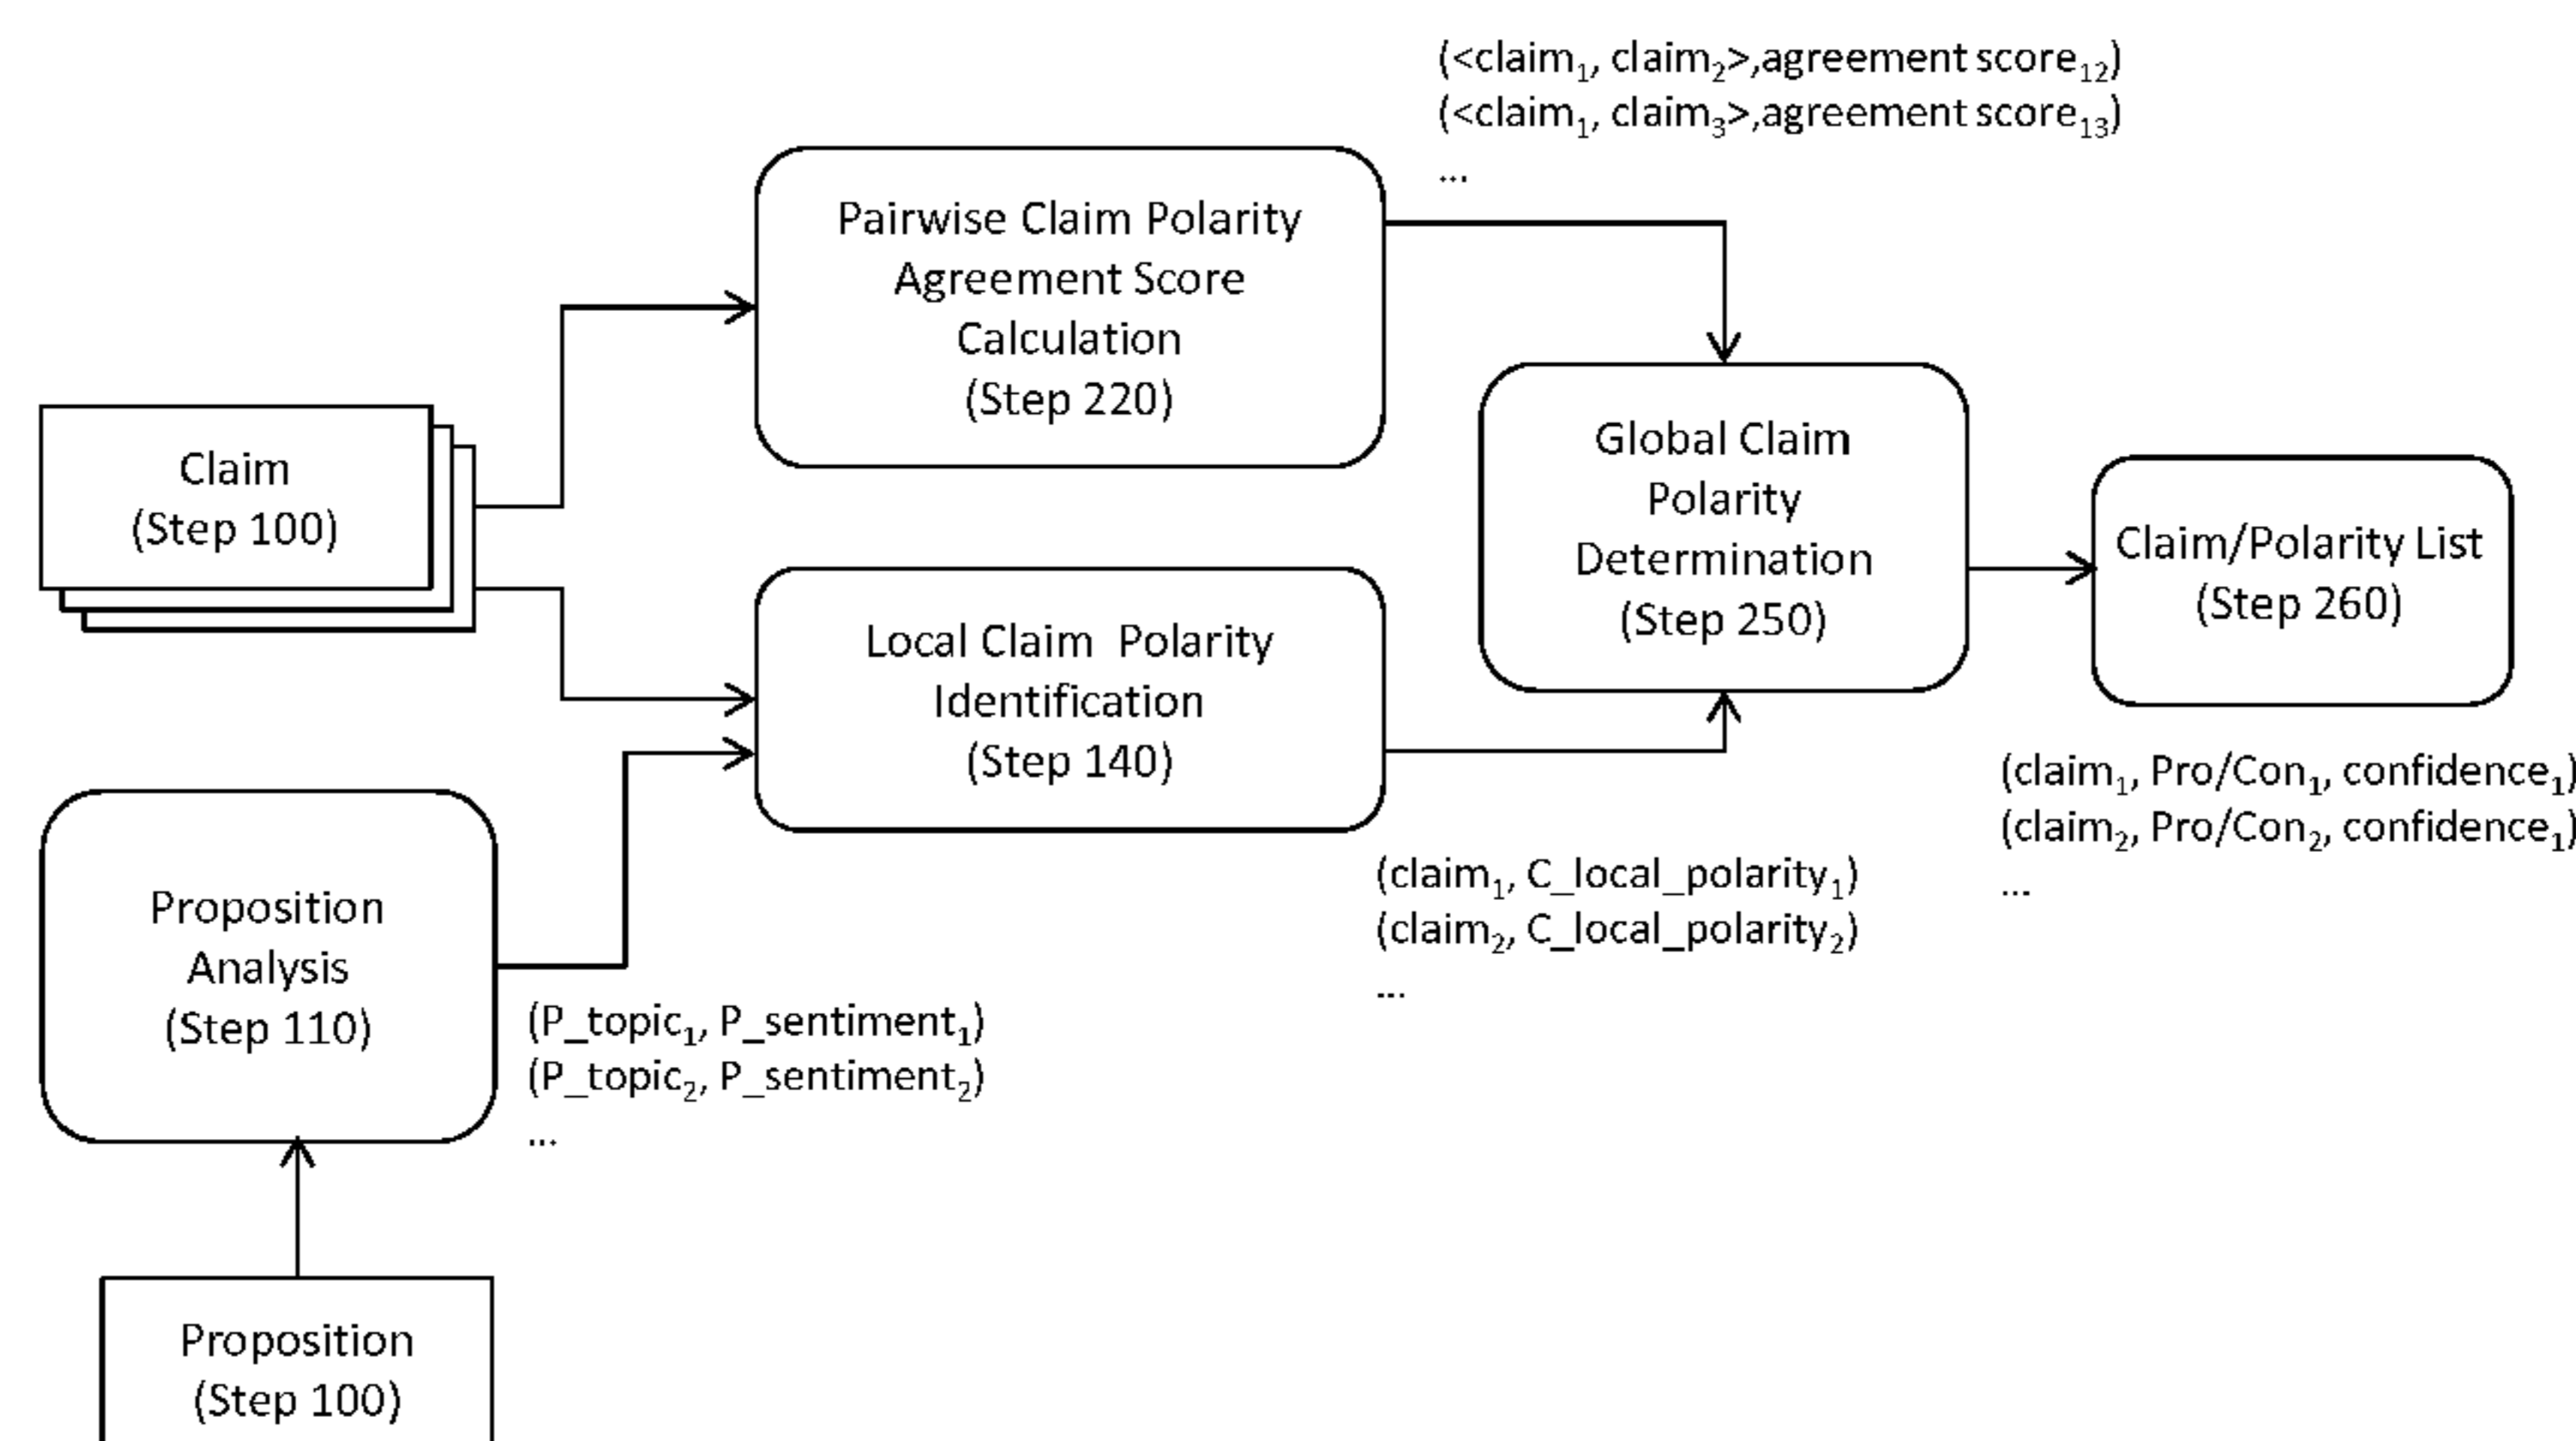 (<claim₁, claim₂>,agreement score₁₂)
(<claim₁, claim₃>,agreement score₁₃)
...
Pairwise Claim Polarity
Agreement Score
Calculation
(Step 220)
Claim
(Step 100)
Global Claim
Polarity
Determination
(Step 250)
Claim/Polarity List
(Step 260)
Local Claim Polarity
Identification
(Step 140)
(claim₁, Pro/Con₁, confidence₁)
(claim₂, Pro/Con₂, confidence₁)
...
(claim₁, C_local_polarity₁)
(claim₂, C_local_polarity₂)
...
Proposition
Analysis
(Step 110)
(P_topic₁, P_sentiment₁)
(P_topic₂, P_sentiment₂)
...
Proposition
(Step 100)